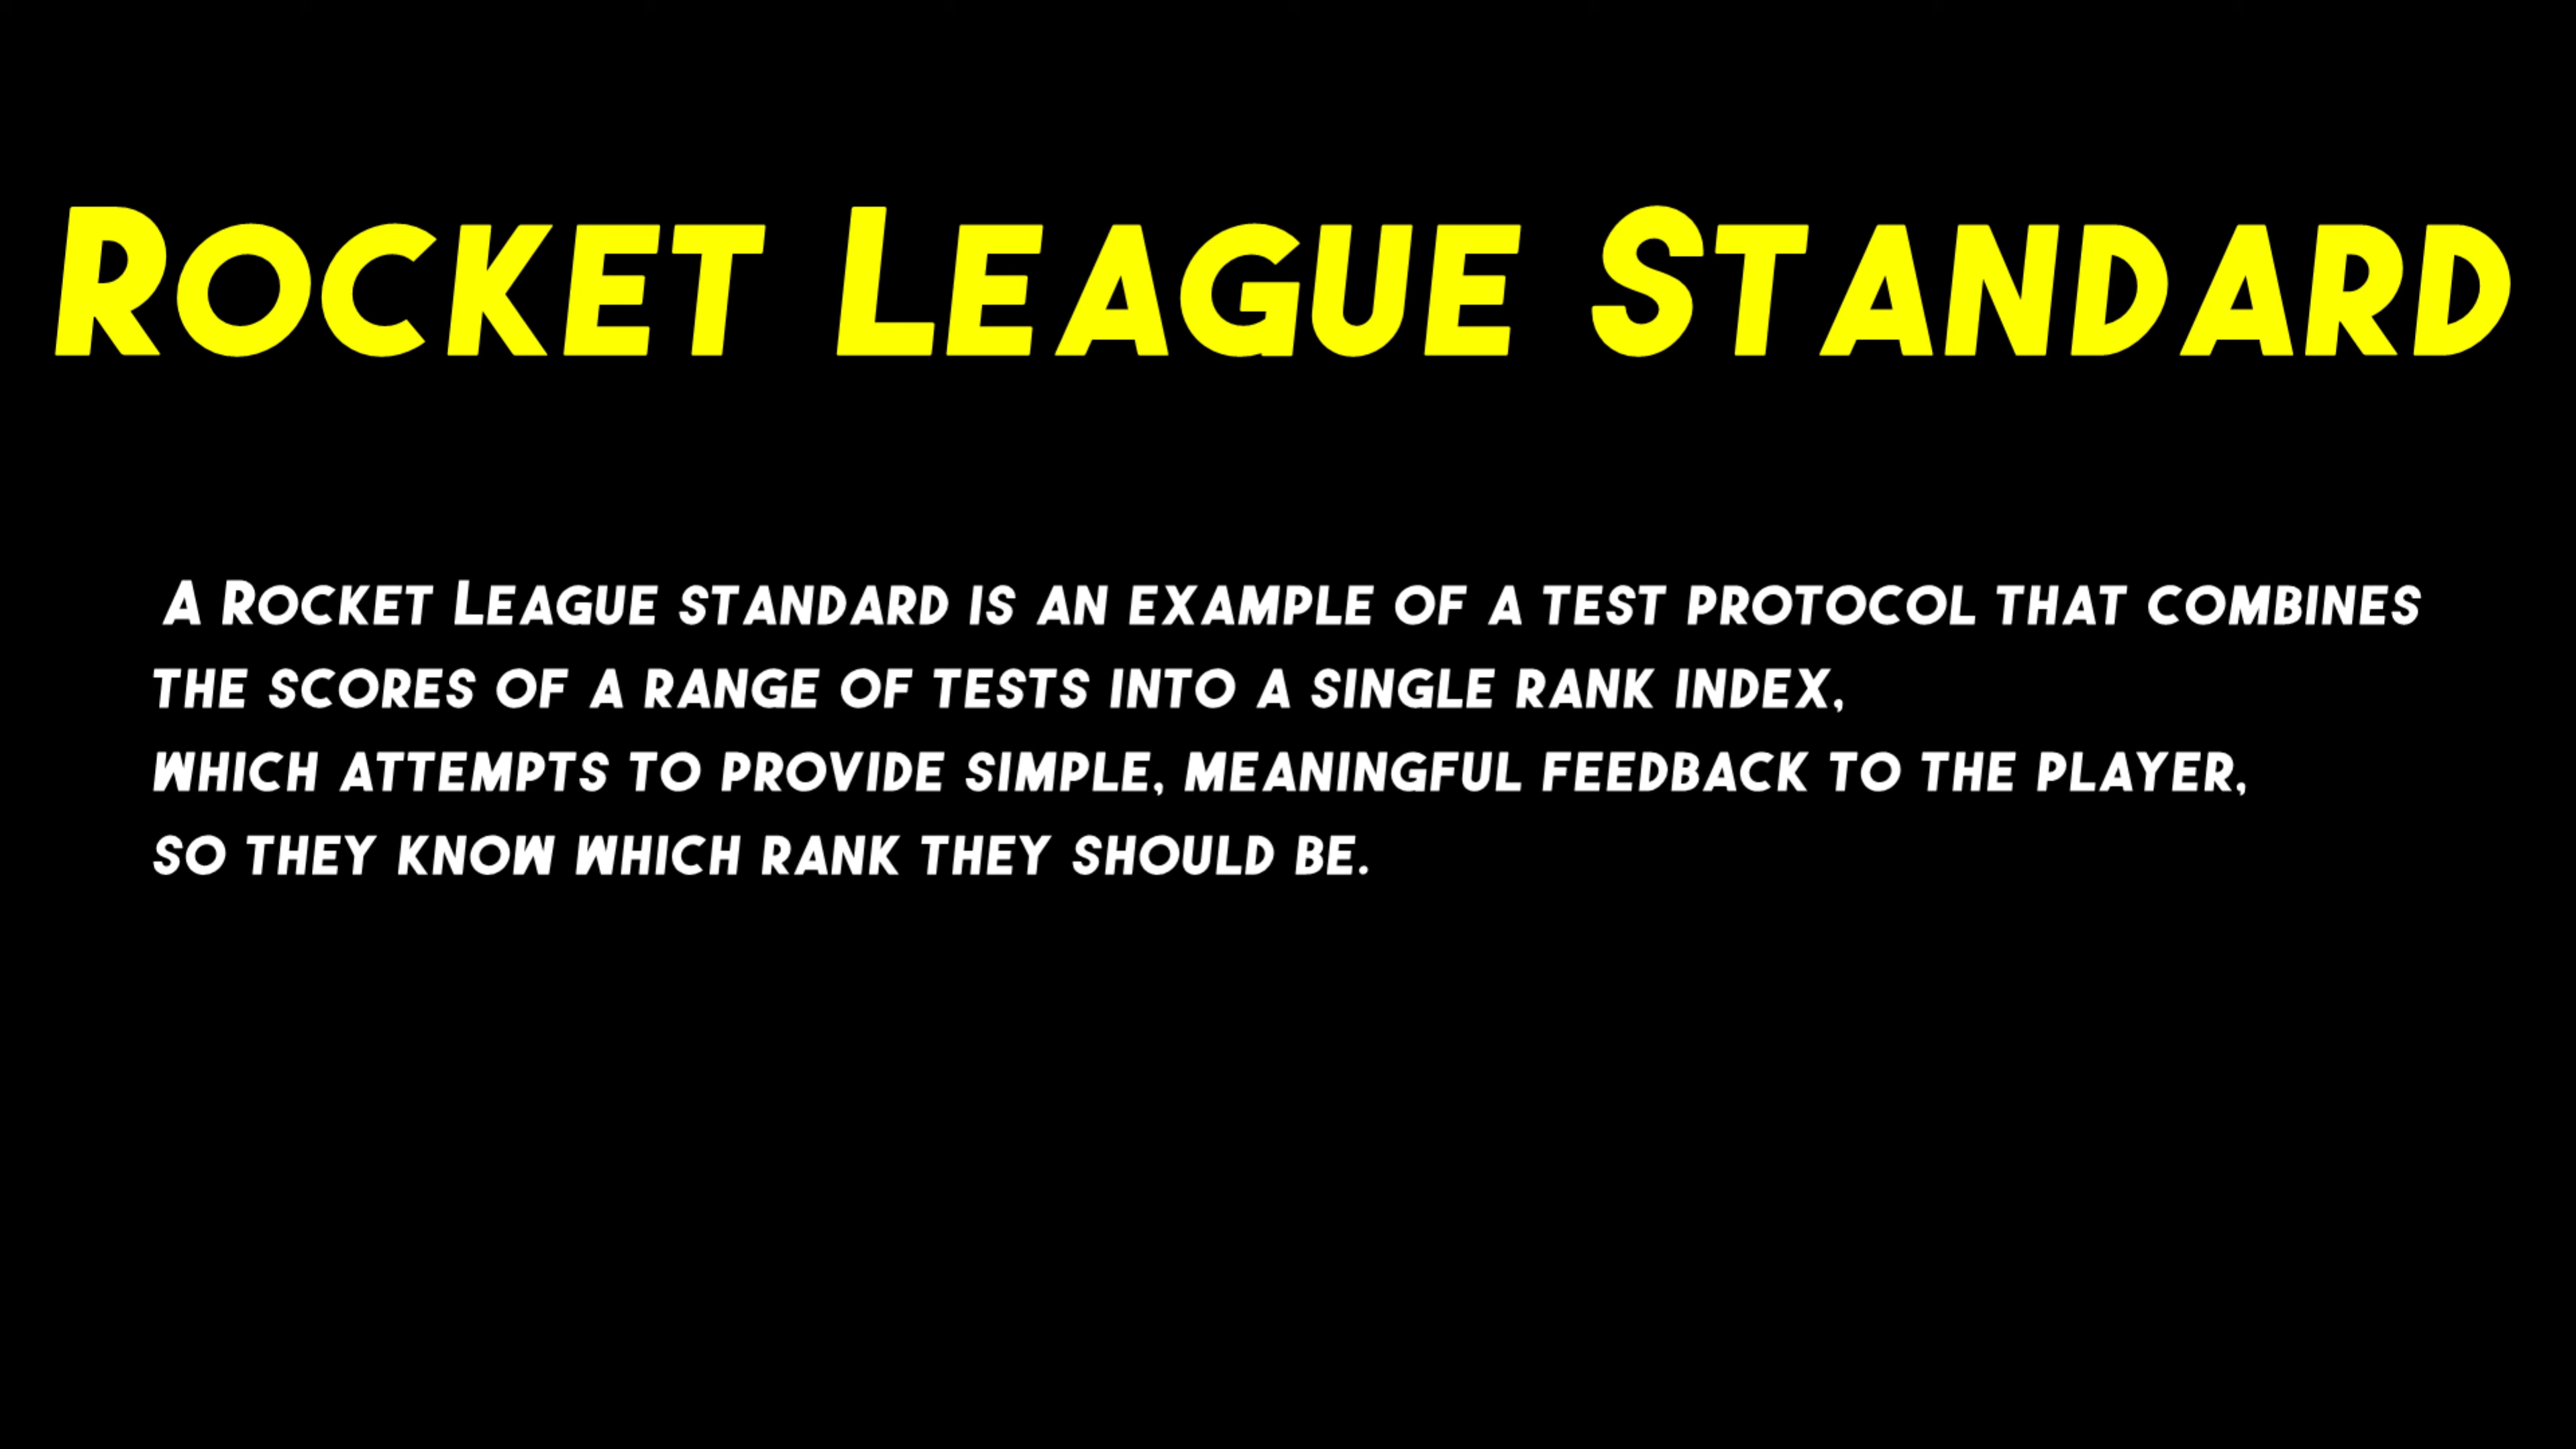 Rocket League Standard
A Rocket League standard is an example of a test protocol that combines
the scores of a range of tests into a single rank index,
which attempts to provide simple, meaningful feedback to the player,
so they know which rank they should be.